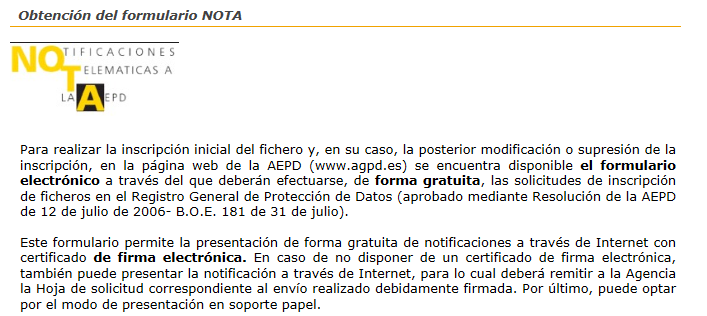 Obtención del formulario NOTA
NOTIFICACIONES
TELEMATICAS A
LA AEPD
Para realizar la inscripción inicial del fichero y, en su caso, la posterior modificación o supresión de la
inscripción, en la página web de la AEPD (www.agpd.es) se encuentra disponible el formulario
electrónico a través del que deberán efectuarse, de forma gratuita, las solicitudes de inscripción
de ficheros en el Registro General de Protección de Datos (aprobado mediante Resolución de la AEPD
de 12 de julio de 2006- B.O.E. 181 de 31 de julio).
Este formulario permite la presentación de forma gratuita de notificaciones a través de Internet con
certificado de firma electrónica. En caso de no disponer de un certificado de firma electrónica,
también puede presentar la notificación a través de Internet, para lo cual deberá remitir a la Agencia
la Hoja de solicitud correspondiente al envío realizado debidamente firmada. Por último, puede optar
por el modo de presentación en soporte papel.